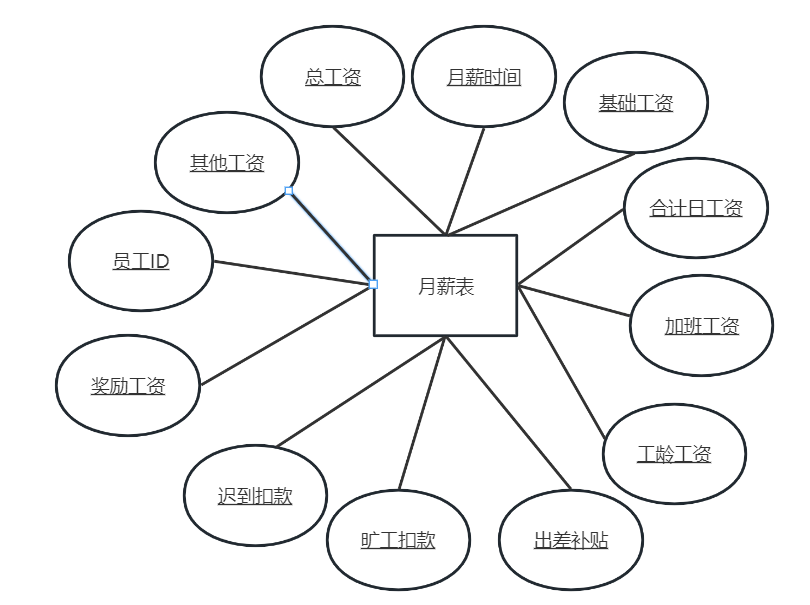 总工资
月薪时间
基础工资
其他工资
合计日工资
员工ID
月薪表
加班工资
奖励工资
工龄工资
迟到扣款
旷工扣款
出差补贴